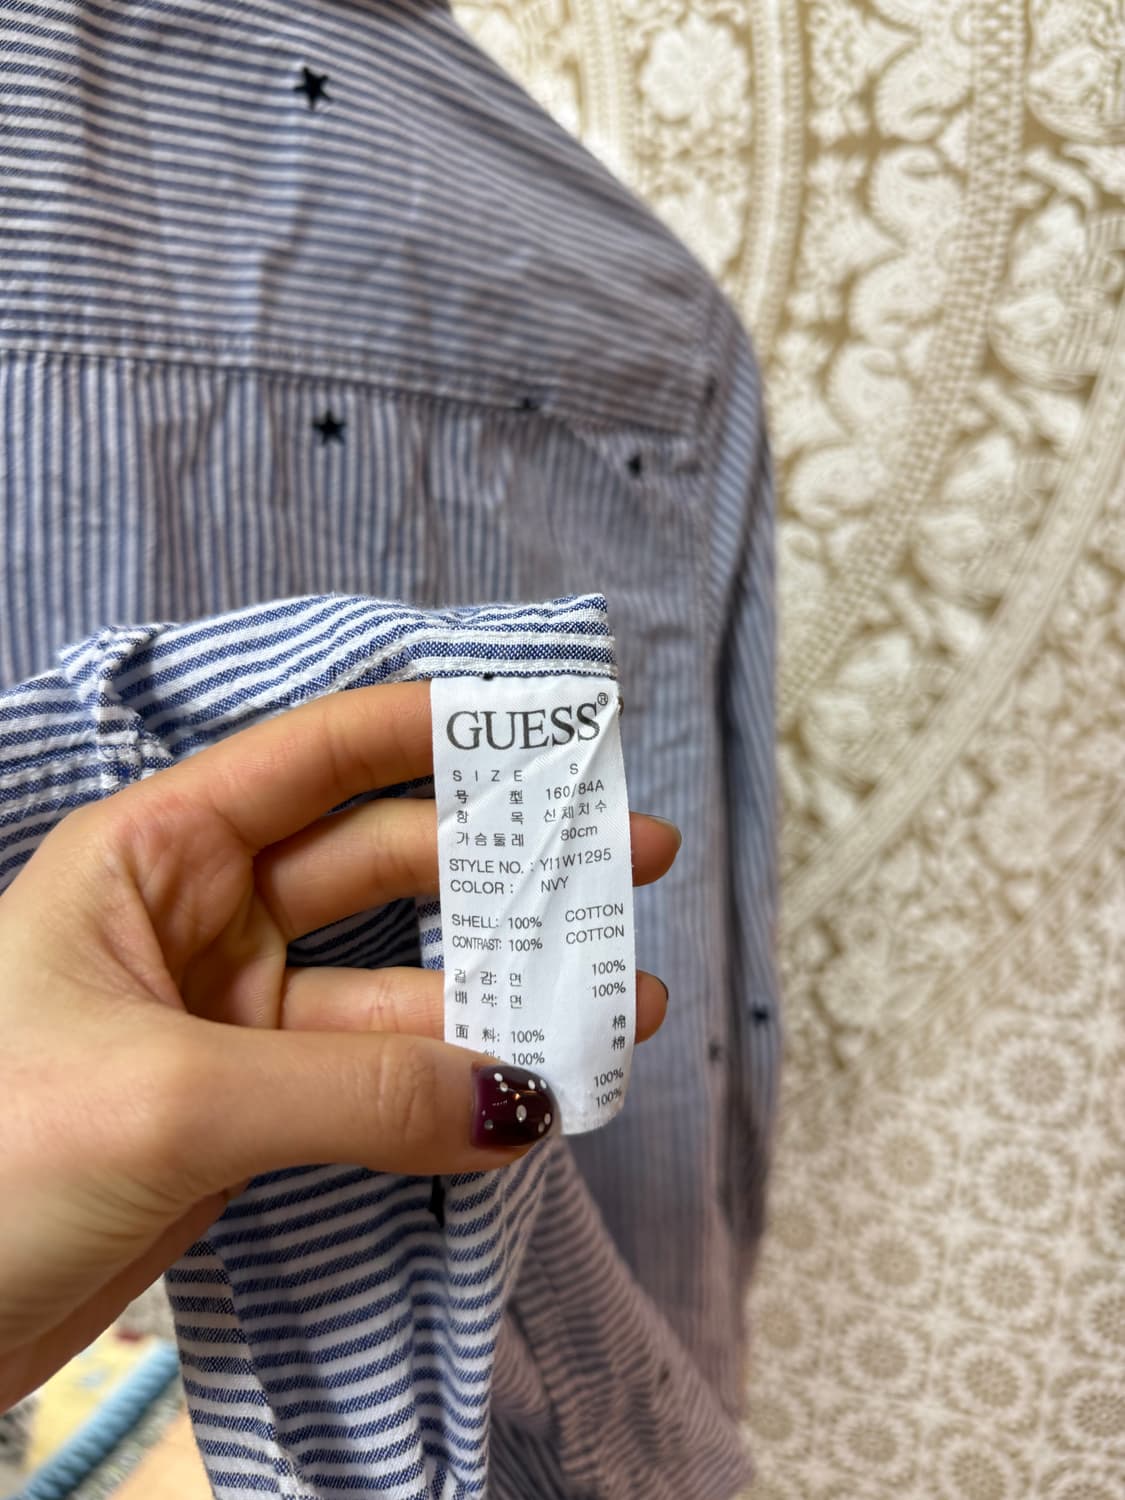 GUESS®
SIZE S
号型 160/84A
항목 신체치수
가슴둘레 80cm
STYLE NO. : YI1W1295
COLOR : NVY
SHELL: 100% COTTON
CONTRAST: 100% COTTON
겉감: 면 100%
배색: 면 100%
面料: 100% 棉
100% 棉
100%
100%